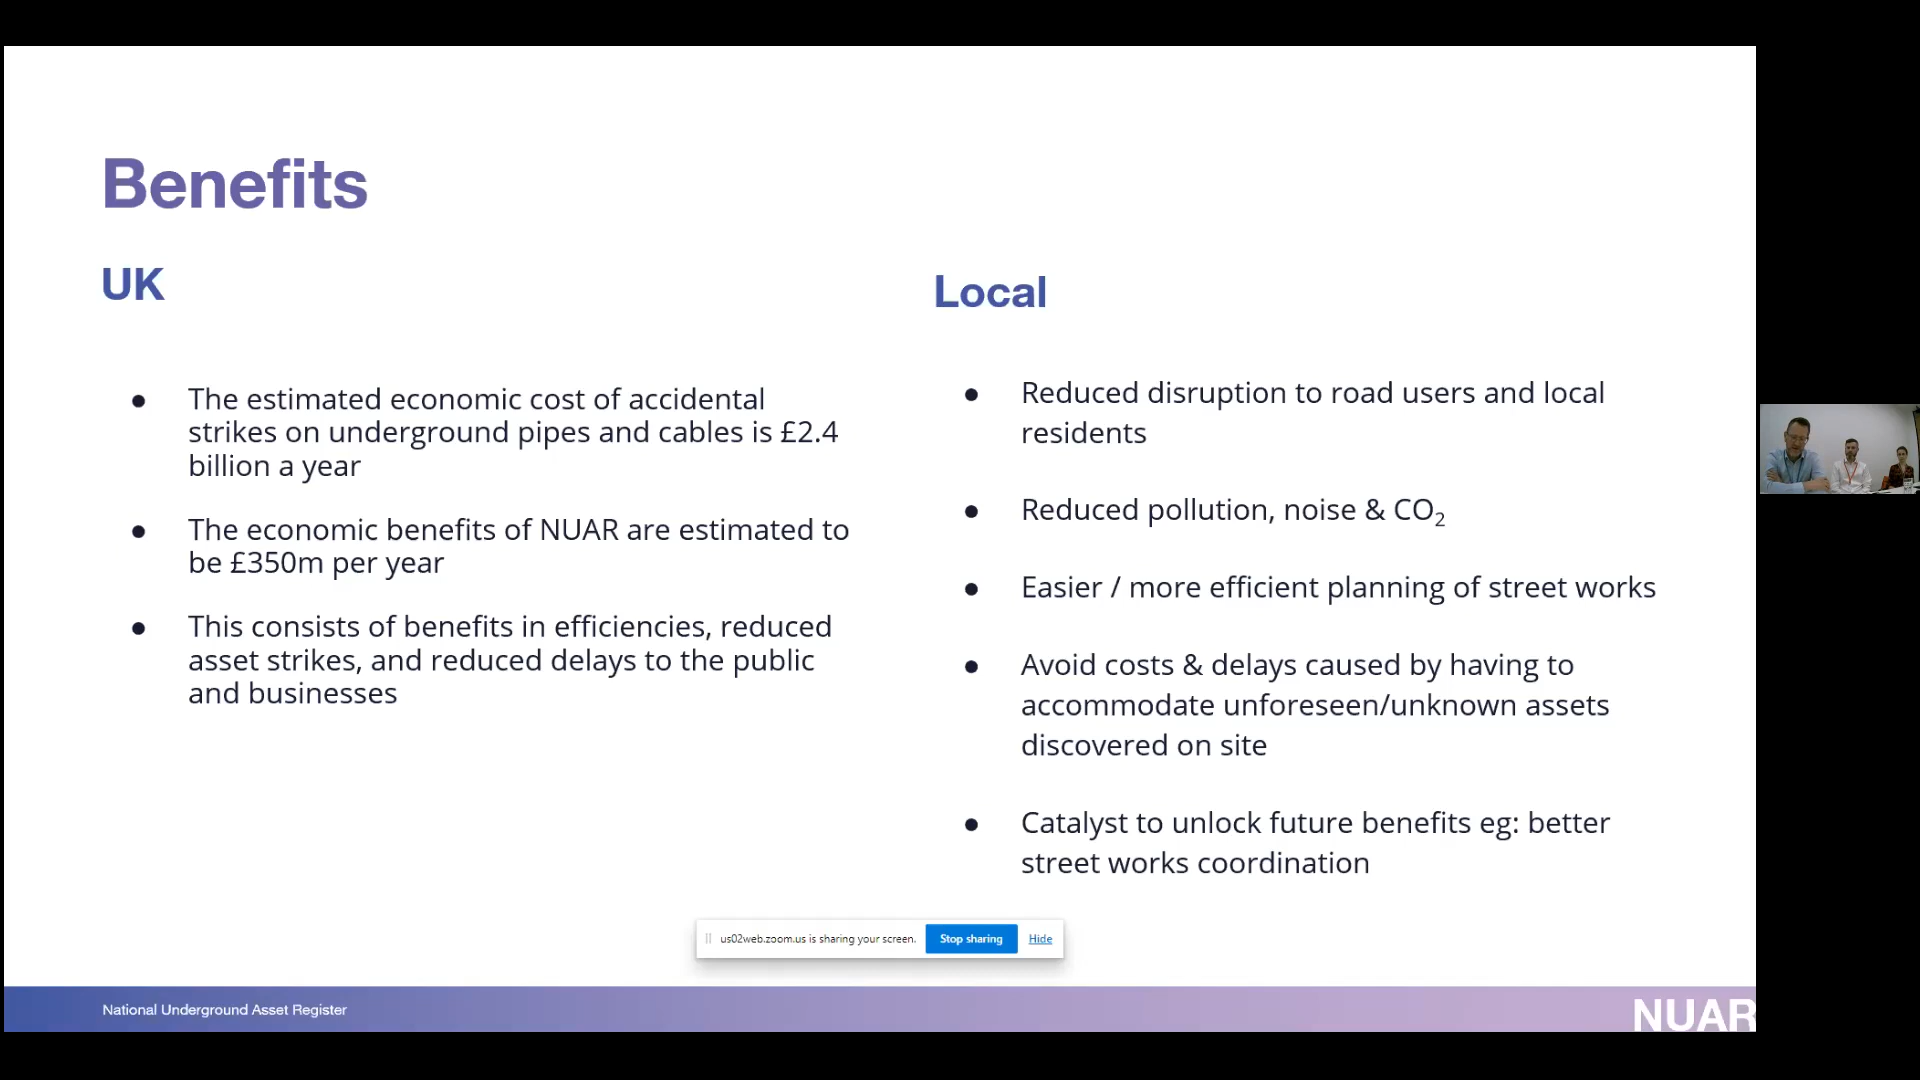 Benefits
UK
The estimated economic cost of accidental
strikes on underground pipes and cables is £2.4
billion a year
The economic benefits of NUAR are estimated to
be £350m per year
This consists of benefits in efficiencies, reduced
asset strikes, and reduced delays to the public
and businesses
Local
Reduced disruption to road users and local
residents
Reduced pollution, noise & CO₂
Easier / more efficient planning of street works
Avoid costs & delays caused by having to
accommodate unforeseen/unknown assets
discovered on site
Catalyst to unlock future benefits eg: better
street works coordination
us02web.zoom.us is sharing your screen. Stop sharing Hide
National Underground Asset Register
NUAR